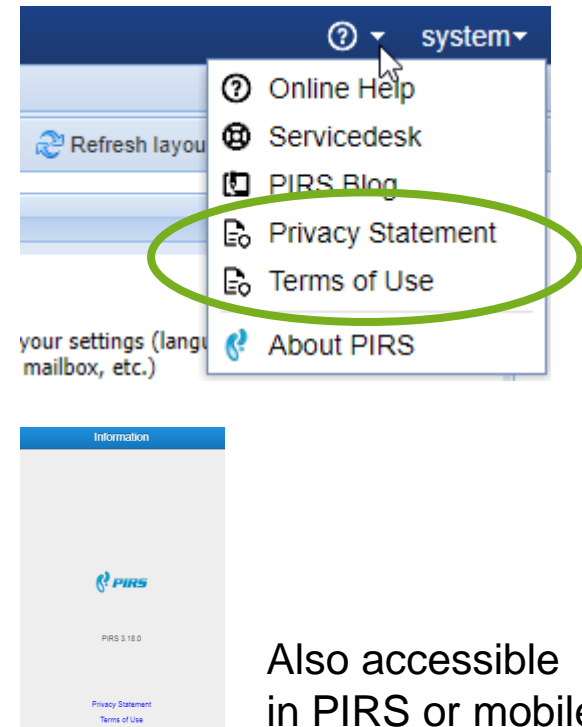 system
Online Help
Refresh layou
Servicedesk
PIRS Blog
Privacy Statement
Terms of Use
your settings (langu
mailbox, etc.)
About PIRS
Information
PIRS
PIRS 3.18.0
Privacy Statement
Terms of Use
Also accessible
in PIRS or mobile